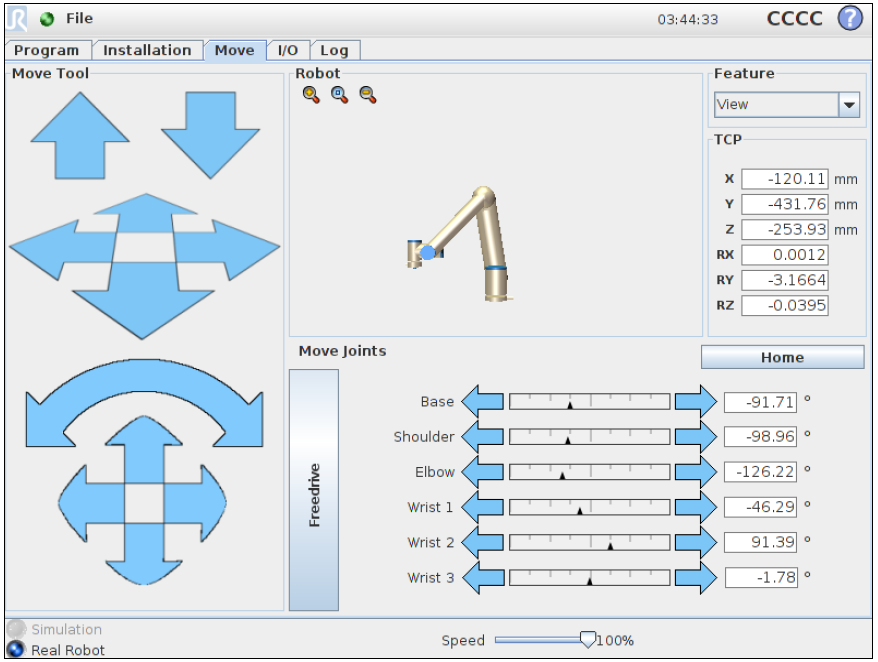 File 03:44:33 CCCC ?
Program Installation Move I/O Log
Move Tool
Robot
Feature
View
TCP
X -120.11 mm
Y -431.76 mm
Z -253.93 mm
RX 0.0012
RY -3.1664
RZ -0.0395
Move Joints
Home
Freedrive
Base -91.71 °
Shoulder -98.96 °
Elbow -126.22 °
Wrist 1 -46.29 °
Wrist 2 91.39 °
Wrist 3 -1.78 °
Simulation
Real Robot
Speed 100%